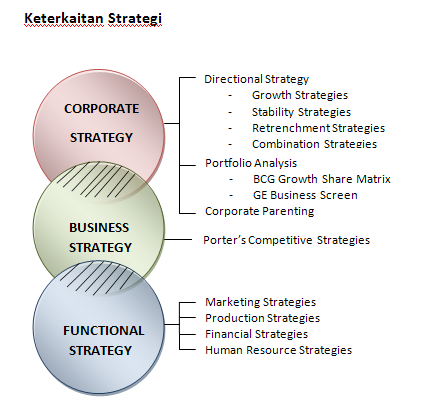 Keterkaitan Strategi
CORPORATE
STRATEGY
Directional Strategy
- Growth Strategies
- Stability Strategies
- Retrenchment Strategies
- Combination Strategies
Portfolio Analysis
- BCG Growth Share Matrix
- GE Business Screen
Corporate Parenting
BUSINESS
STRATEGY
Porter's Competitive Strategies
FUNCTIONAL
STRATEGY
Marketing Strategies
Production Strategies
Financial Strategies
Human Resource Strategies